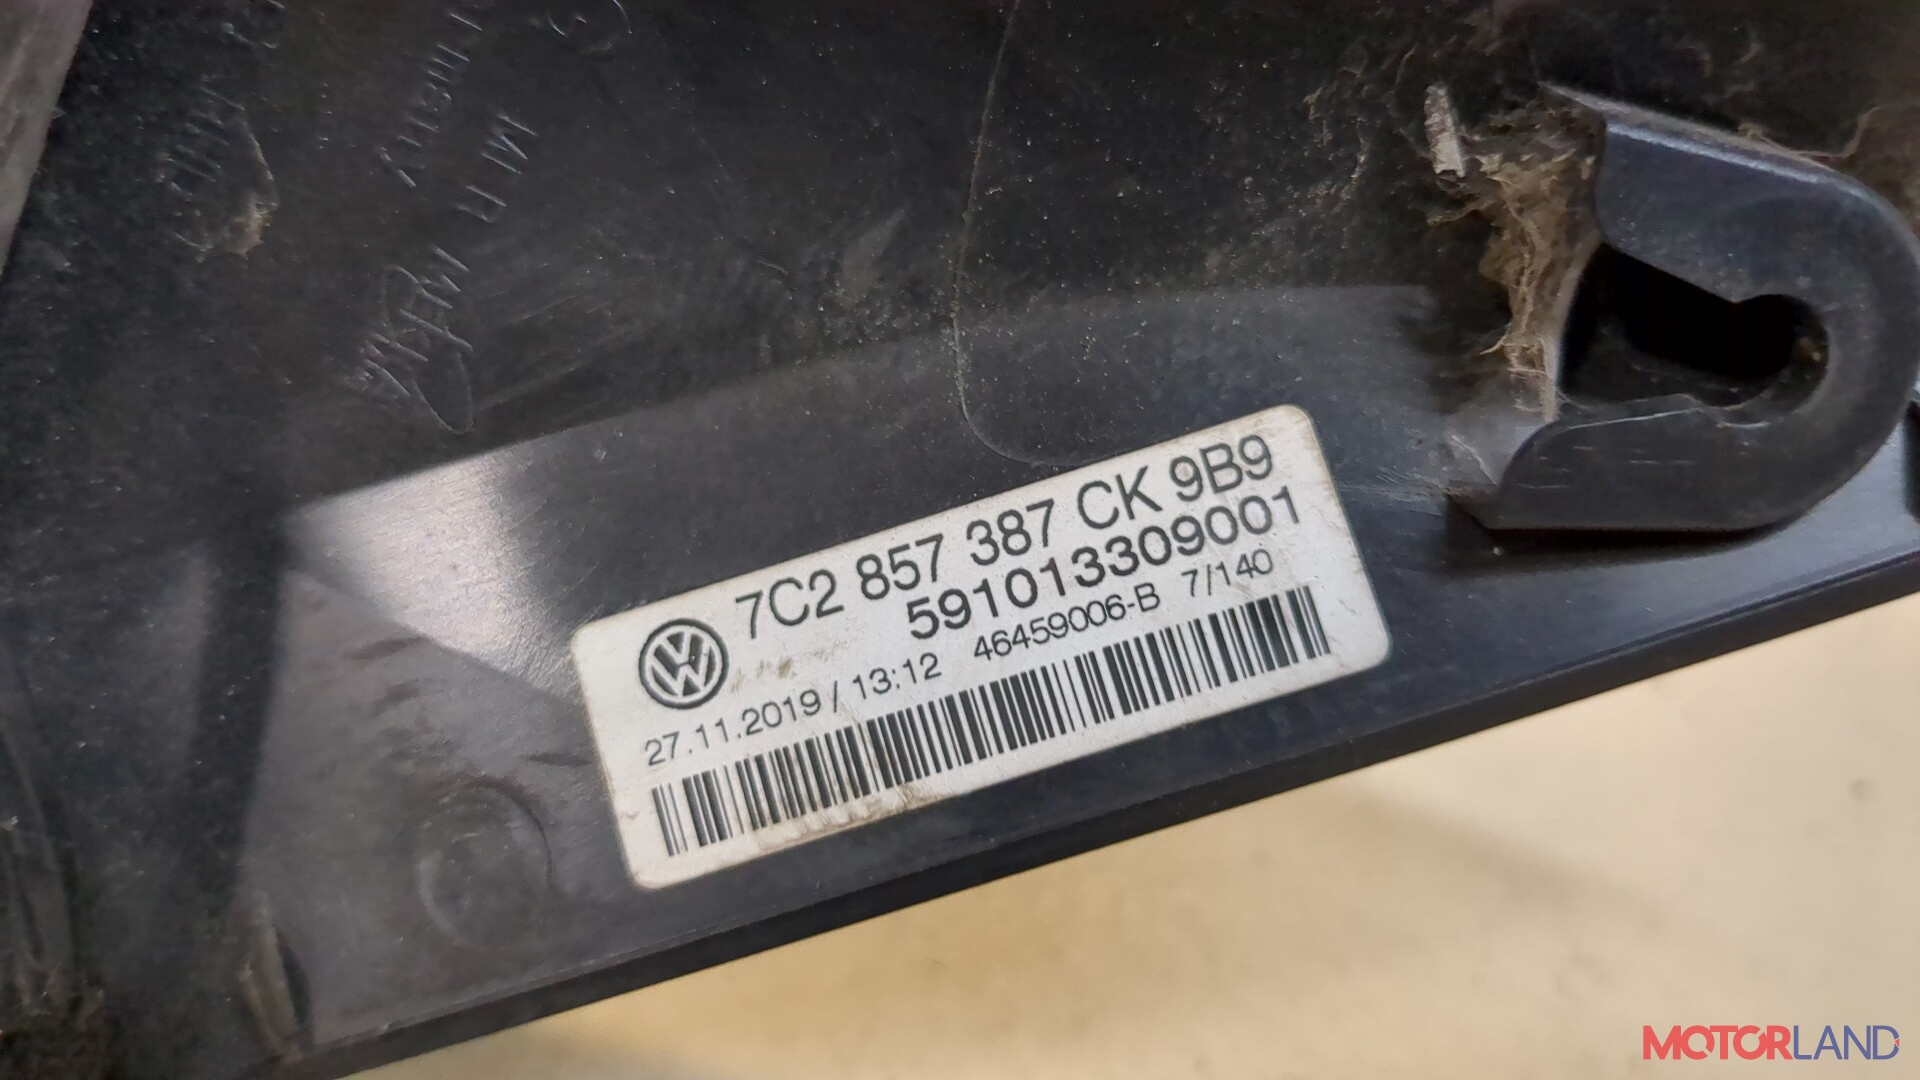 7C2 857 387 CK 9B9
591013309001
46459006-B 7/140
27.11.2019 / 13:12
MOTORLAND